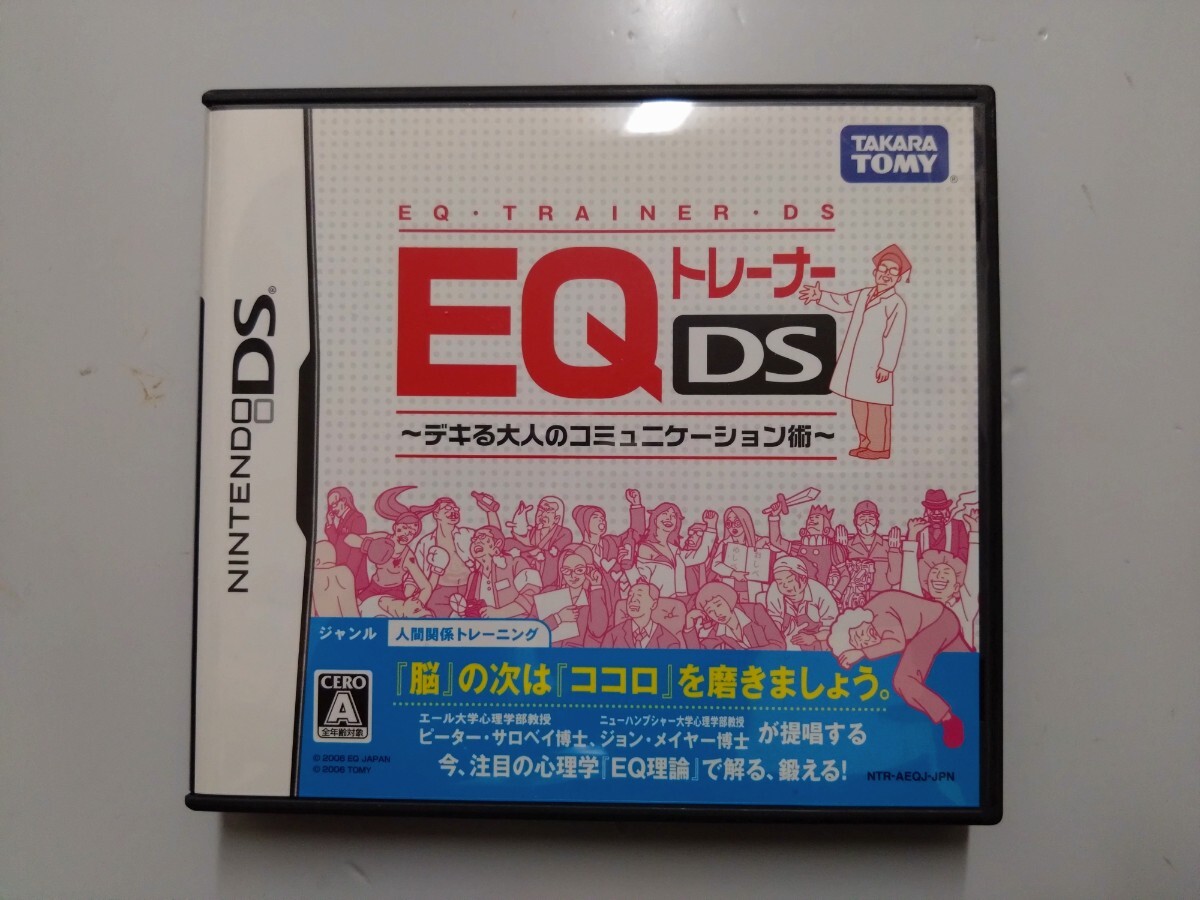 NINTENDO DS®
TAKARA
TOMY®
EQ・TRAINER・DS
EQトレーナー
DS
〜デキる大人のコミュニケーション術〜
ジャンル 人間関係トレーニング
『脳』の次は『ココロ』を磨きましょう。
CERO
A
全年齢対象
エール大学心理学部教授 ニューハンプシャー大学心理学部教授
ピーター・サロベイ博士、ジョン・メイヤー博士が提唱する
今、注目の心理学『EQ理論』で解る、鍛える!
© 2006 EQ JAPAN
© 2006 TOMY
NTR-AEQJ-JPN